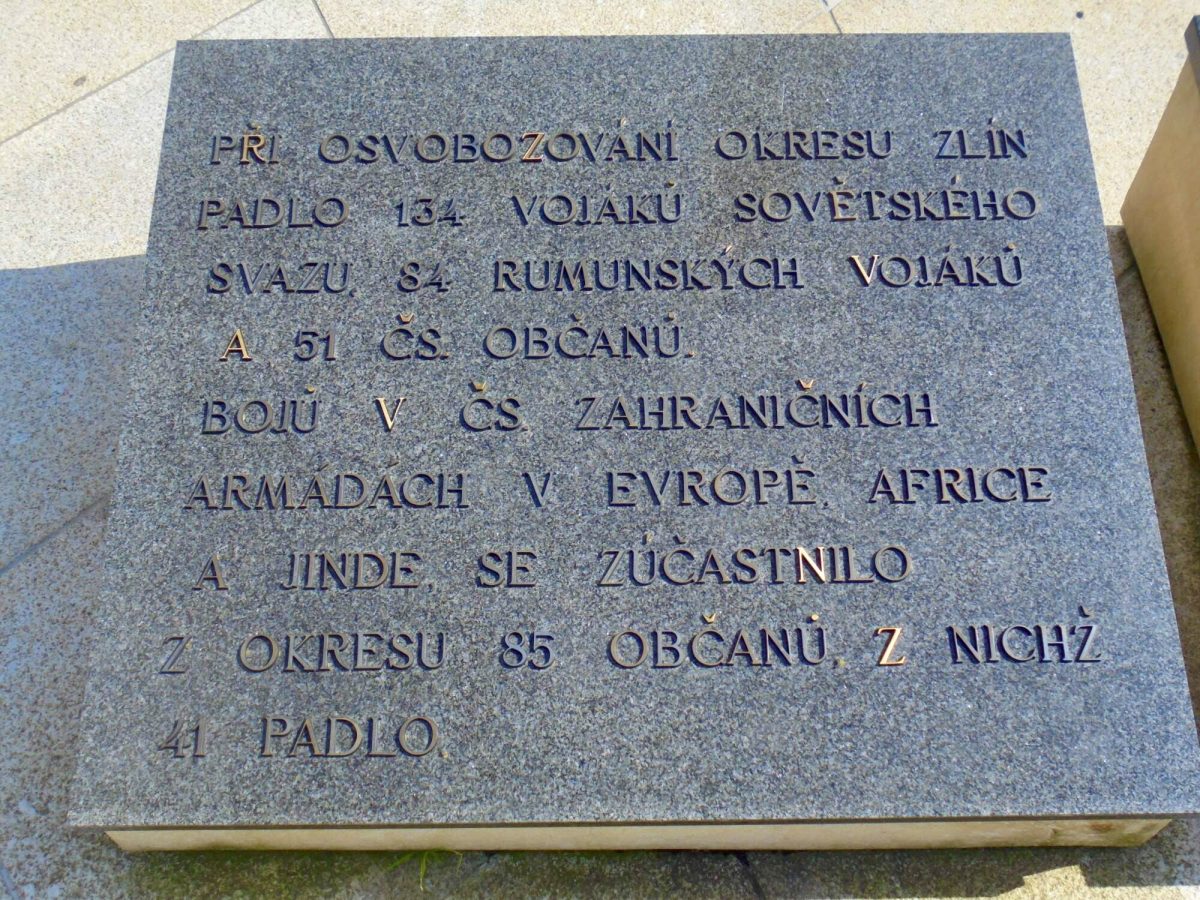 PŘI OSVOBOZOVÁNÍ OKRESU ZLÍN
PADLO 134 VOJÁKŮ SOVĚTSKÉHO
SVAZU, 84 RUMUNSKÝCH VOJÁKŮ
A 51 ČS. OBČANŮ.
BOJŮ V ČS. ZAHRANIČNÍCH
ARMÁDÁCH V EVROPĚ, AFRICE
A JINDE, SE ZÚČASTNILO
Z OKRESU 85 OBČANŮ, Z NICHŽ
41 PADLO.